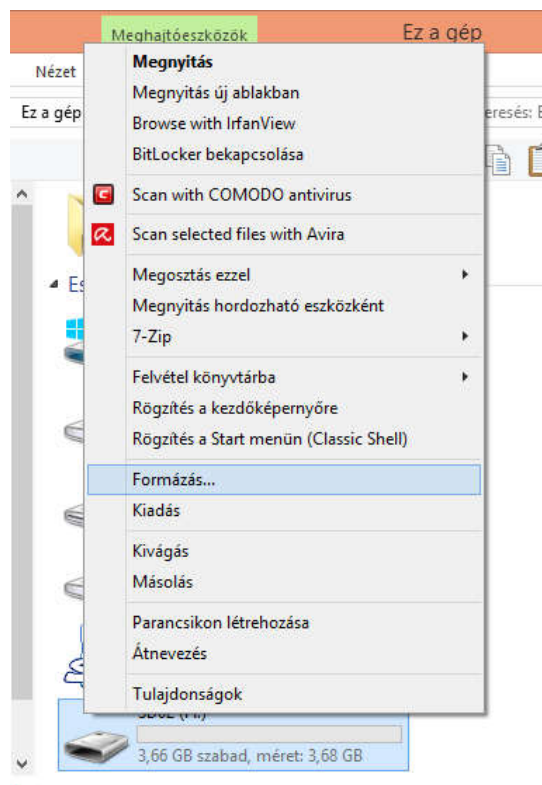 Meghajtóeszközök
Ez a gép
Nézet
Ez a gép
eresés: E
Megnyitás
Megnyitás új ablakban
Browse with IrfanView
BitLocker bekapcsolása
Scan with COMODO antivirus
Scan selected files with Avira
Megosztás ezzel
Megnyitás hordozható eszközként
7-Zip
Es
Felvétel könyvtárba
Rögzítés a kezdőképernyőre
Rögzítés a Start menün (Classic Shell)
Formázás...
Kiadás
Kivágás
Másolás
Parancsikon létrehozása
Átnevezés
Tulajdonságok
3,66 GB szabad, méret: 3,68 GB